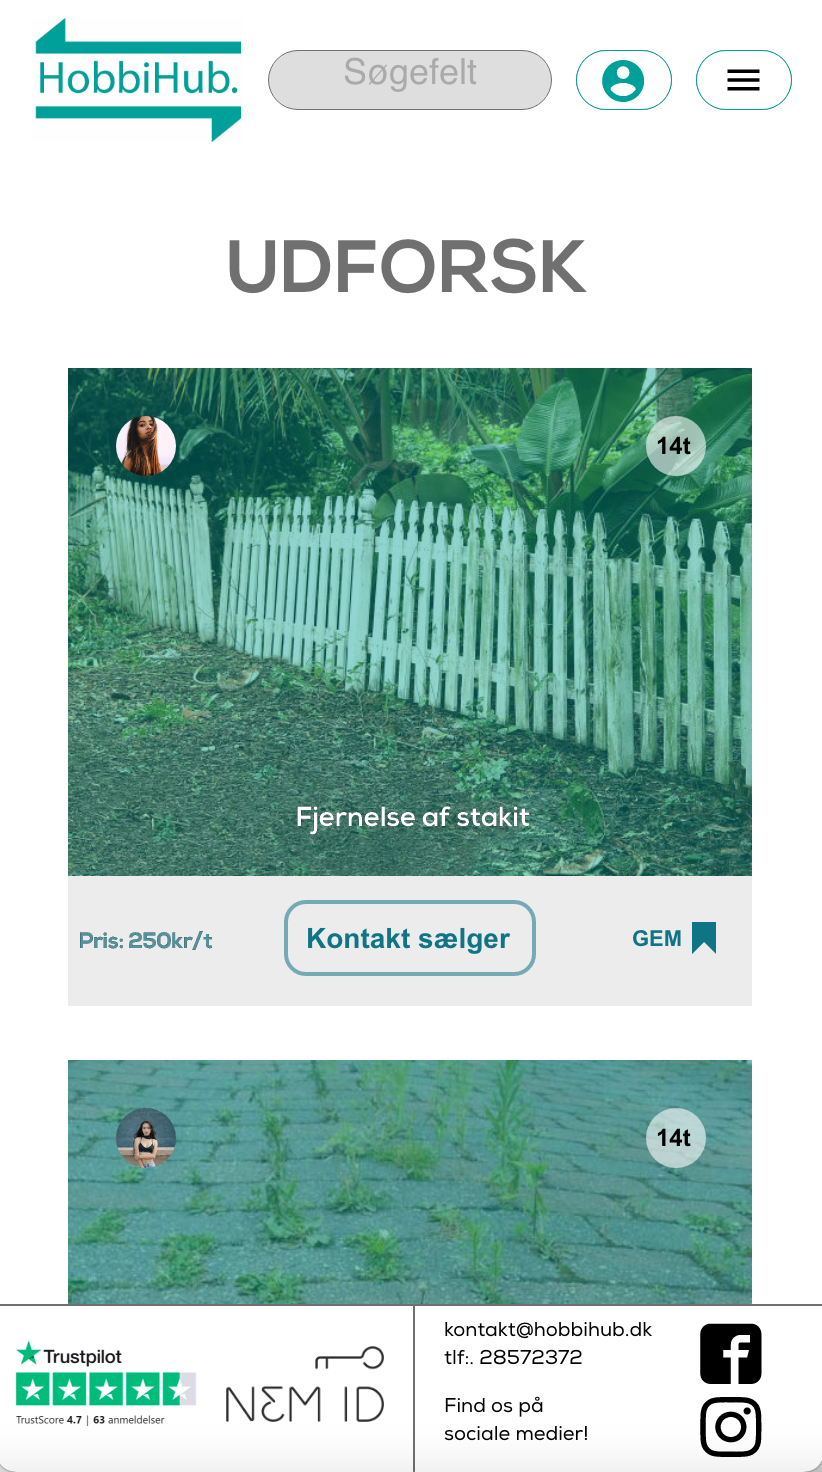 HobbiHub.
Søgefelt
UDFORSK
14t
Fjernelse af stakit
Pris: 250kr/t
Kontakt sælger
GEM
14t
Trustpilot
TrustScore 4.7 | 63 anmeldelser
NEM ID
kontakt@hobbihub.dk
tlf:. 28572372
Find os på
sociale medier!